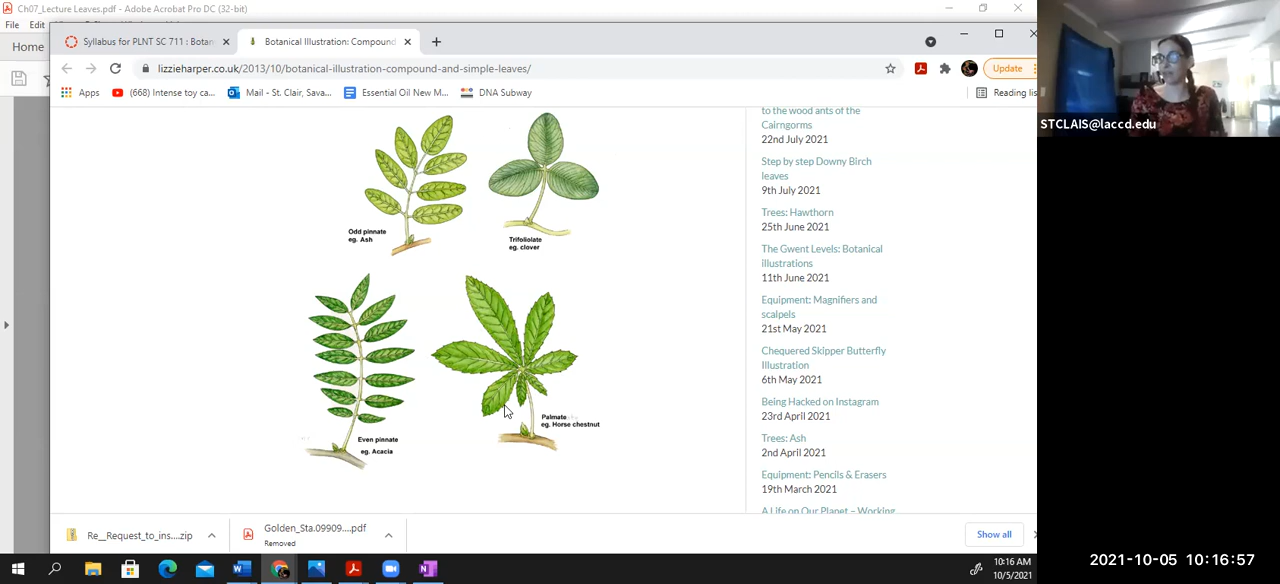 Ch07_Lecture Leaves.pdf - Adobe Acrobat Pro DC (32-bit)
File Edit
Home
Syllabus for PLNT SC 711 : Botan
Botanical Illustration: Compound
lizzieharper.co.uk/2013/10/botanical-illustration-compound-and-simple-leaves/
Update
Apps
(668) Intense toy ca...
Mail - St. Clair, Sava...
Essential Oil New M...
DNA Subway
Reading lis
Odd pinnate
eg. Ash
Trifoliolate
eg. clover
Even pinnate
eg. Acacia
Palmate
eg. Horse chestnut
to the wood ants of the
Cairngorms
22nd July 2021
Step by step Downy Birch
leaves
9th July 2021
Trees: Hawthorn
25th June 2021
The Gwent Levels: Botanical
illustrations
11th June 2021
Equipment: Magnifiers and
scalpels
21st May 2021
Chequered Skipper Butterfly
Illustration
6th May 2021
Being Hacked on Instagram
23rd April 2021
Trees: Ash
2nd April 2021
Equipment: Pencils & Erasers
19th March 2021
A Life on Our Planet – Working
Re__Request_to_ins....zip
Golden_Sta.09909....pdf
Removed
Show all
10:16 AM
10/5/2021
STCLAIS@laccd.edu
2021-10-05 10:16:57